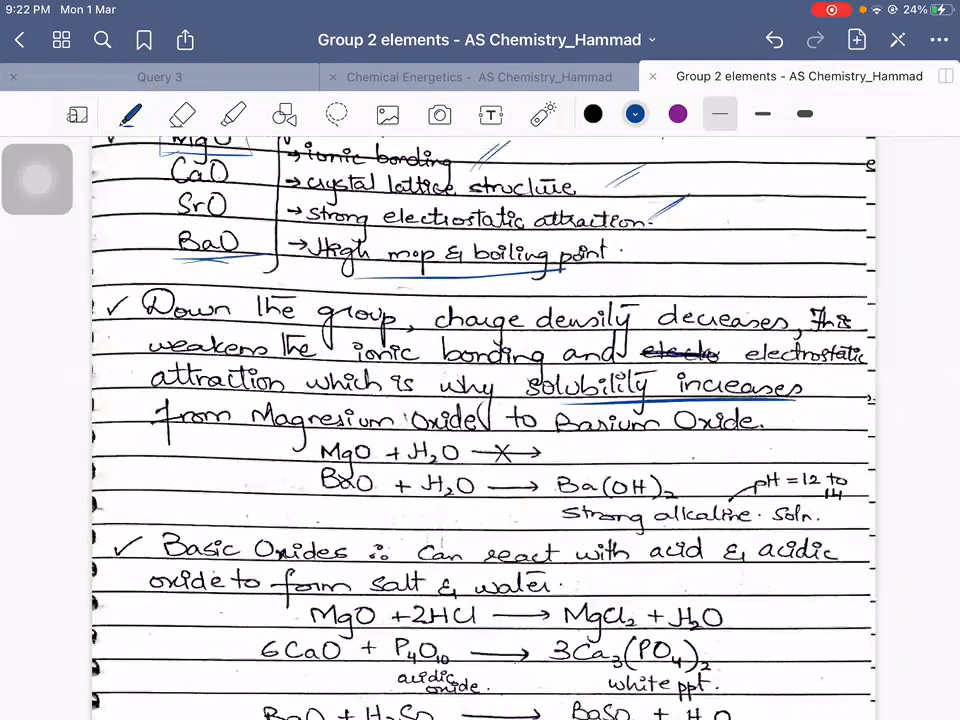 9:22 PM Mon 1 Mar
24%
Group 2 elements - AS Chemistry_Hammad
Query 3
Chemical Energetics - AS Chemistry_Hammad
Group 2 elements - AS Chemistry_Hammad
MgO
→ ionic bonding
CaO
→ crystal lattice structure
SrO
→ strong electrostatic attraction.
BaO
→ High mop & boiling point.
✓ Down the group, charge density decreases, this
weakens the ionic bonding and electrostatic
attraction which is why solubility increases
from Magnesium Oxide to Barium Oxide.
MgO + H₂O ⟶
BaO + H₂O ⟶ Ba(OH)₂
pH = 12 to 14
strong alkaline. soln.
✓ Basic Oxides ∴ Can react with acid & acidic
oxide to form salt & water.
MgO + 2HCl ⟶ MgCl₂ + H₂O
6CaO + P₄O₁₀ ⟶ 3Ca₃(PO₄)₂
acidic oxide.
white ppt.